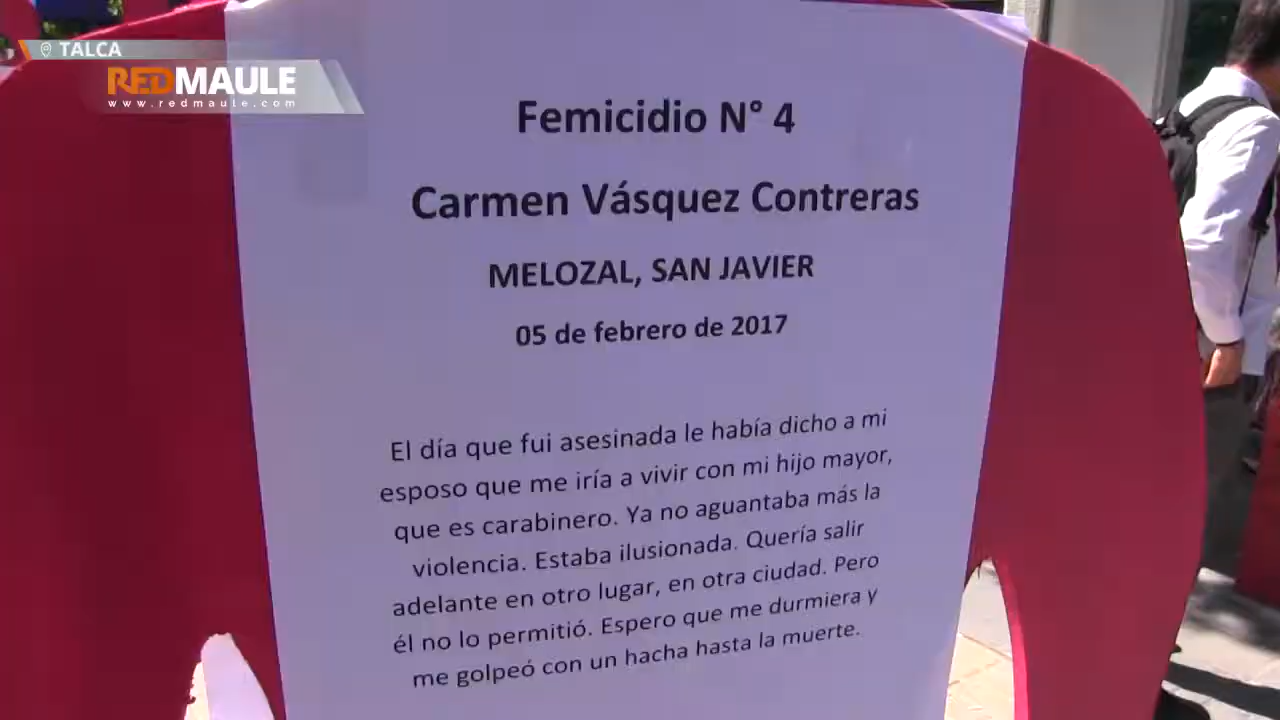 TALCA
REDMAULE
www.redmaule.com
Femicidio N° 4
Carmen Vásquez Contreras
MELOZAL, SAN JAVIER
05 de febrero de 2017
El día que fui asesinada le había dicho a mi
esposo que me iría a vivir con mi hijo mayor,
que es carabinero. Ya no aguantaba más la
violencia. Estaba ilusionada. Quería salir
adelante en otro lugar, en otra ciudad. Pero
él no lo permitió. Espero que me durmiera y
me golpeó con un hacha hasta la muerte.